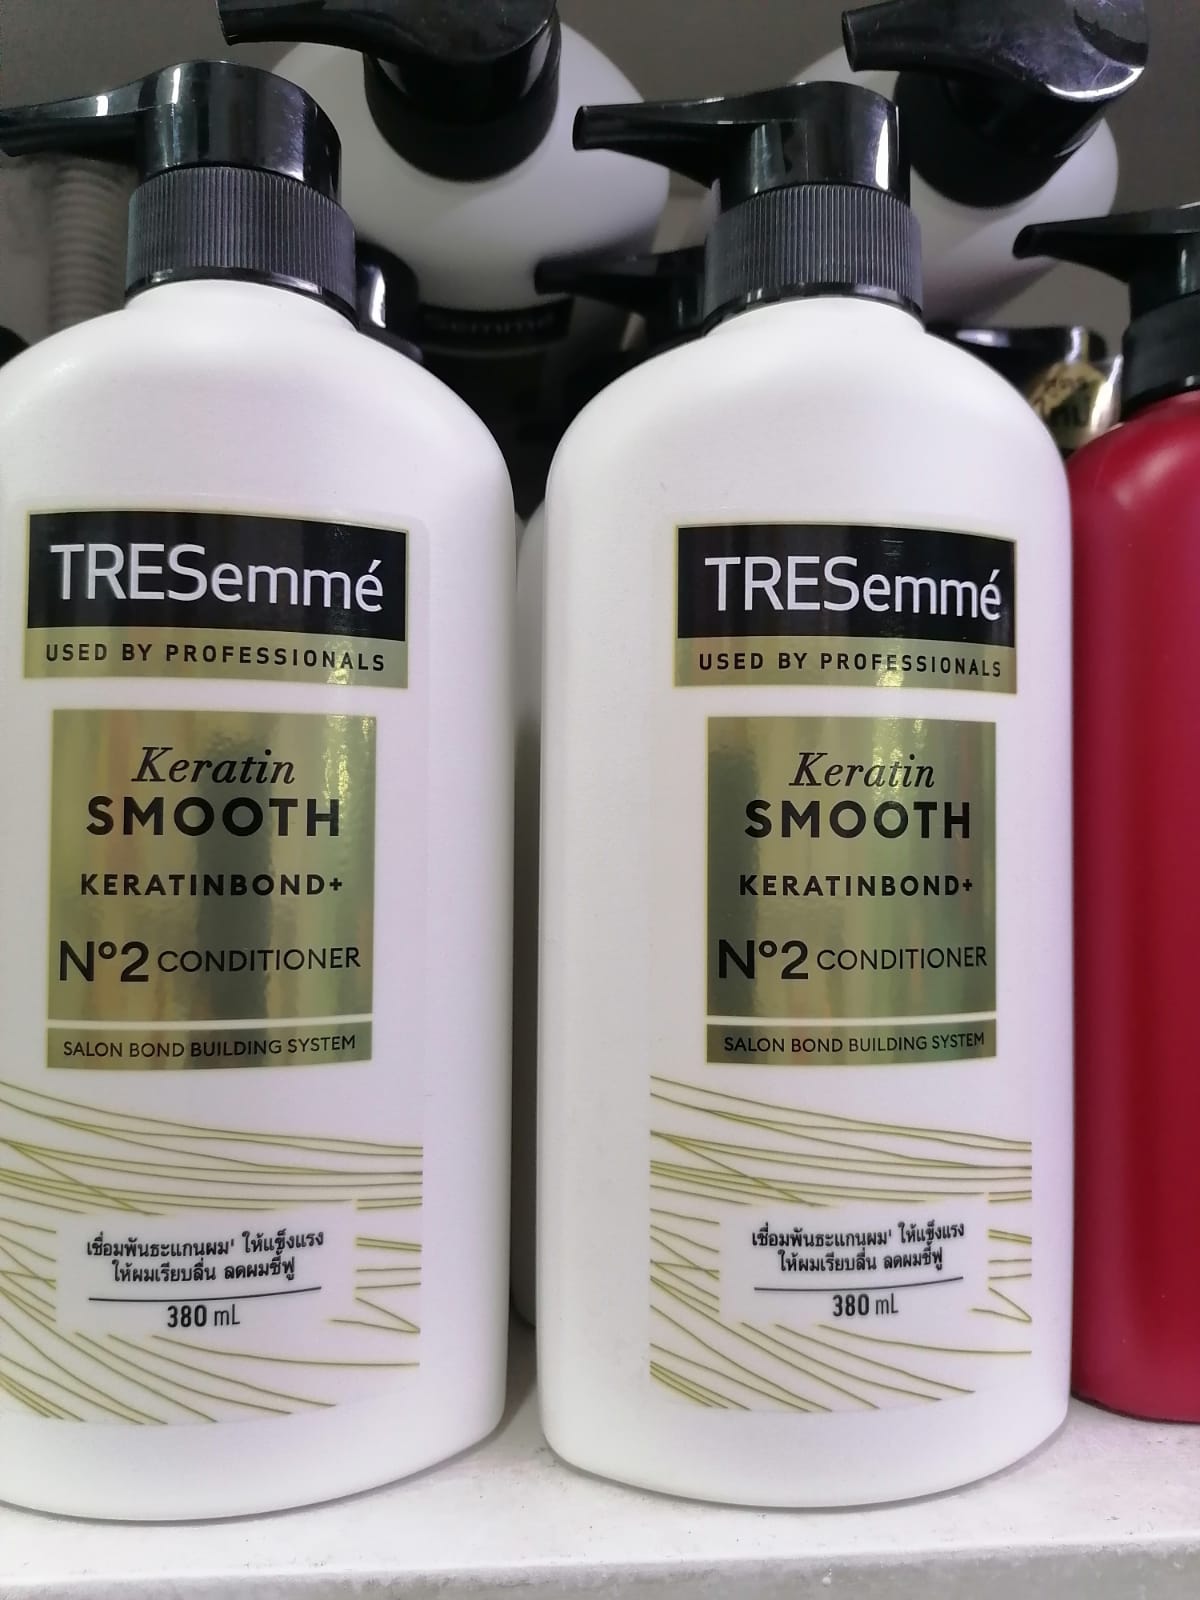 TRESemmé
USED BY PROFESSIONALS
Keratin
SMOOTH
KERATINBOND+
Nº2 CONDITIONER
SALON BOND BUILDING SYSTEM
เชื่อมพันธะแกนผม' ให้แข็งแรง
ให้ผมเรียบลื่น ลดผมชี้ฟู
380 mL
TRESemmé
USED BY PROFESSIONALS
Keratin
SMOOTH
KERATINBOND+
Nº2 CONDITIONER
SALON BOND BUILDING SYSTEM
เชื่อมพันธะแกนผม' ให้แข็งแรง
ให้ผมเรียบลื่น ลดผมชี้ฟู
380 mL